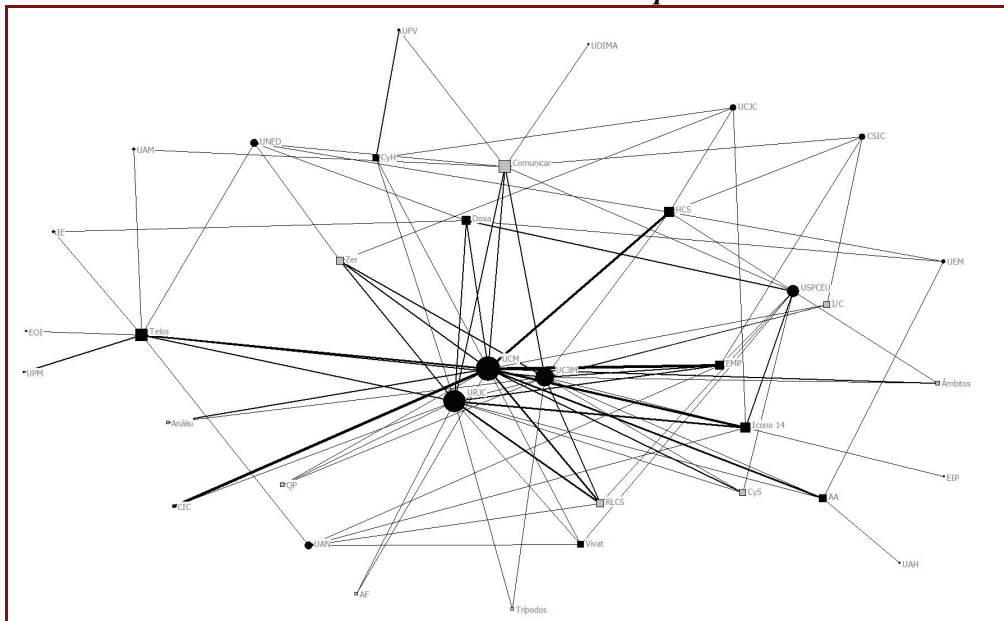 UFV
UDIMA
UCJC
CSIC
UNED
UAM
CyH
Comunicar
HCS
Doxa
IE
Zer
UEM
USPCEU
I/C
EOI
Telos
UCM
EMP
UPM
UC3M
Ámbitos
URJC
Anàlisi
Icono 14
EIP
QP
CyS
AA
CIC
RLCS
UAN
Vivat
UAH
AF
Trípodos